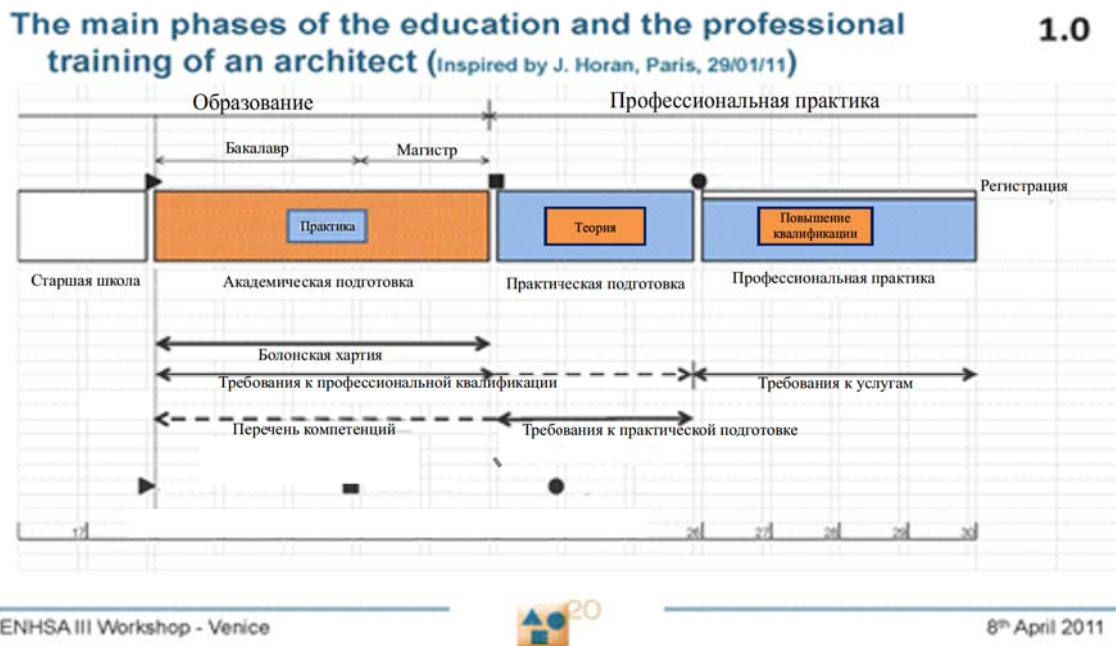 The main phases of the education and the professional
training of an architect (Inspired by J. Horan, Paris, 29/01/11)
1.0
Образование
Профессиональная практика
Бакалавр
Магистр
Регистрация
Практика
Теория
Повышение
квалификации
Старшая школа
Академическая подготовка
Практическая подготовка
Профессиональная практика
Болонская хартия
Требования к профессиональной квалификации
Требования к услугам
Перечень компетенций
Требования к практической подготовке
17
26
27
28
29
30
20
ENHSA III Workshop - Venice
8th April 2011